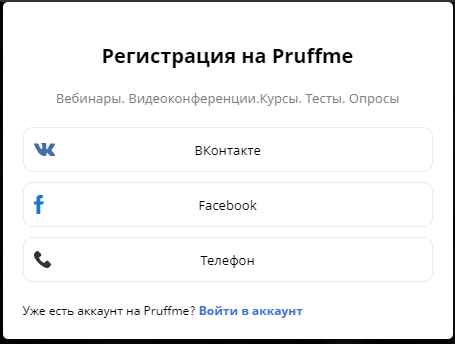 Регистрация на Pruffme
Вебинары. Видеоконференции.Курсы. Тесты. Опросы
ВКонтакте
Facebook
Телефон
Уже есть аккаунт на Pruffme? Войти в аккаунт